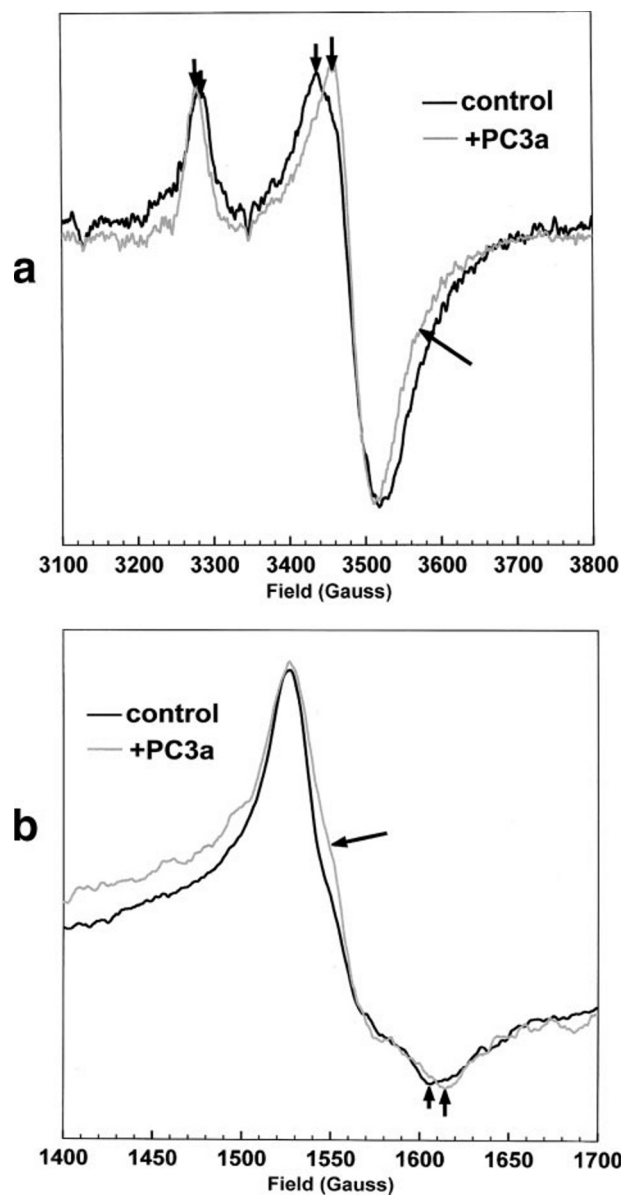 control
+PC3a
a
3100 3200 3300 3400 3500 3600 3700 3800
Field (Gauss)
control
+PC3a
b
1400 1450 1500 1550 1600 1650 1700
Field (Gauss)